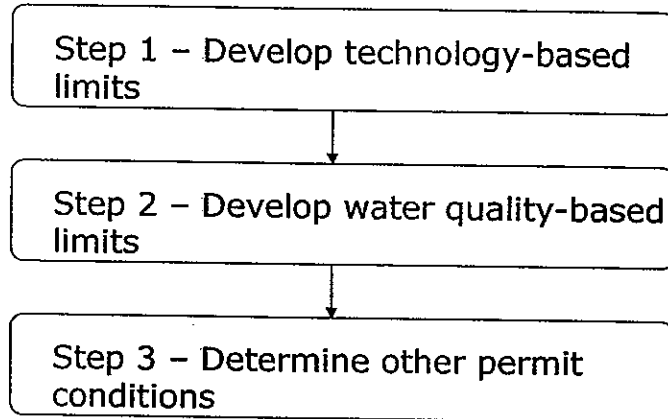 Step 1 – Develop technology-based
limits
Step 2 – Develop water quality-based
limits
Step 3 – Determine other permit
conditions